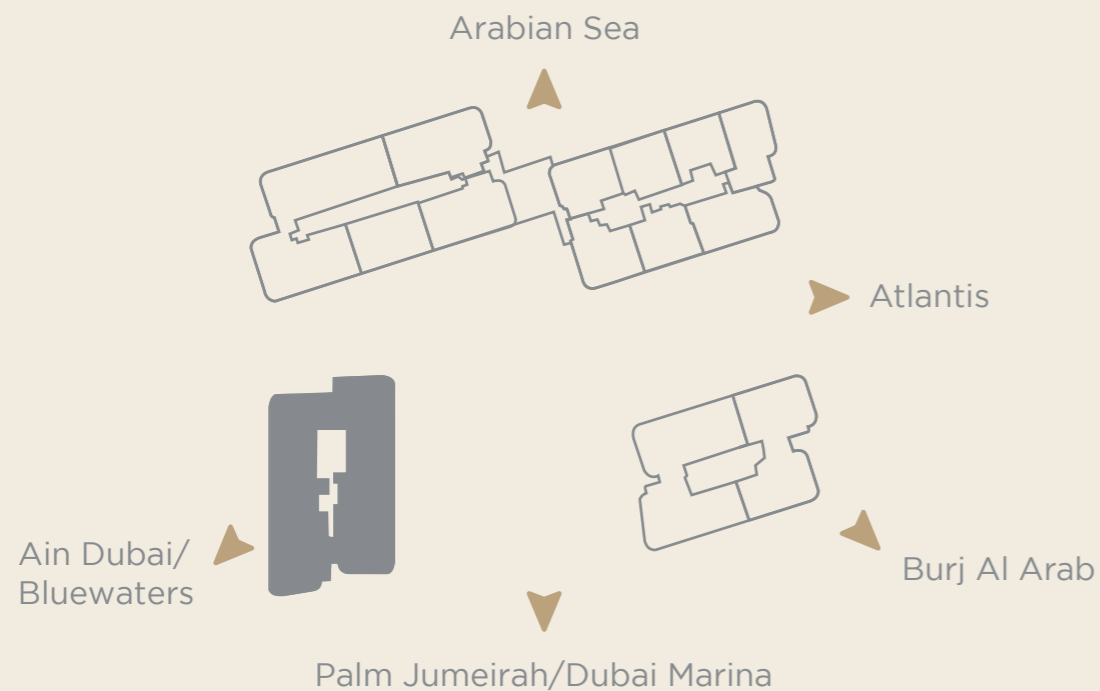 Arabian Sea
Atlantis
Ain Dubai/
Bluewaters
Burj Al Arab
Palm Jumeirah/Dubai Marina